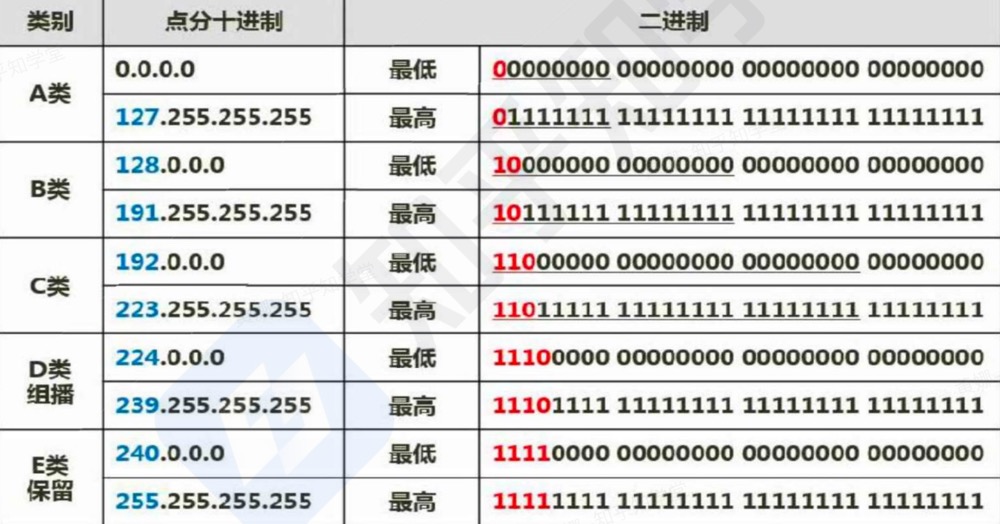 类别 点分十进制 二进制
A类 0.0.0.0 最低 00000000 00000000 00000000 00000000
127.255.255.255 最高 01111111 11111111 11111111 11111111
B类 128.0.0.0 最低 10000000 00000000 00000000 00000000
191.255.255.255 最高 10111111 11111111 11111111 11111111
C类 192.0.0.0 最低 11000000 00000000 00000000 00000000
223.255.255.255 最高 11011111 11111111 11111111 11111111
D类
组播 224.0.0.0 最低 11100000 00000000 00000000 00000000
239.255.255.255 最高 11101111 11111111 11111111 11111111
E类
保留 240.0.0.0 最低 11110000 00000000 00000000 00000000
255.255.255.255 最高 11111111 11111111 11111111 11111111